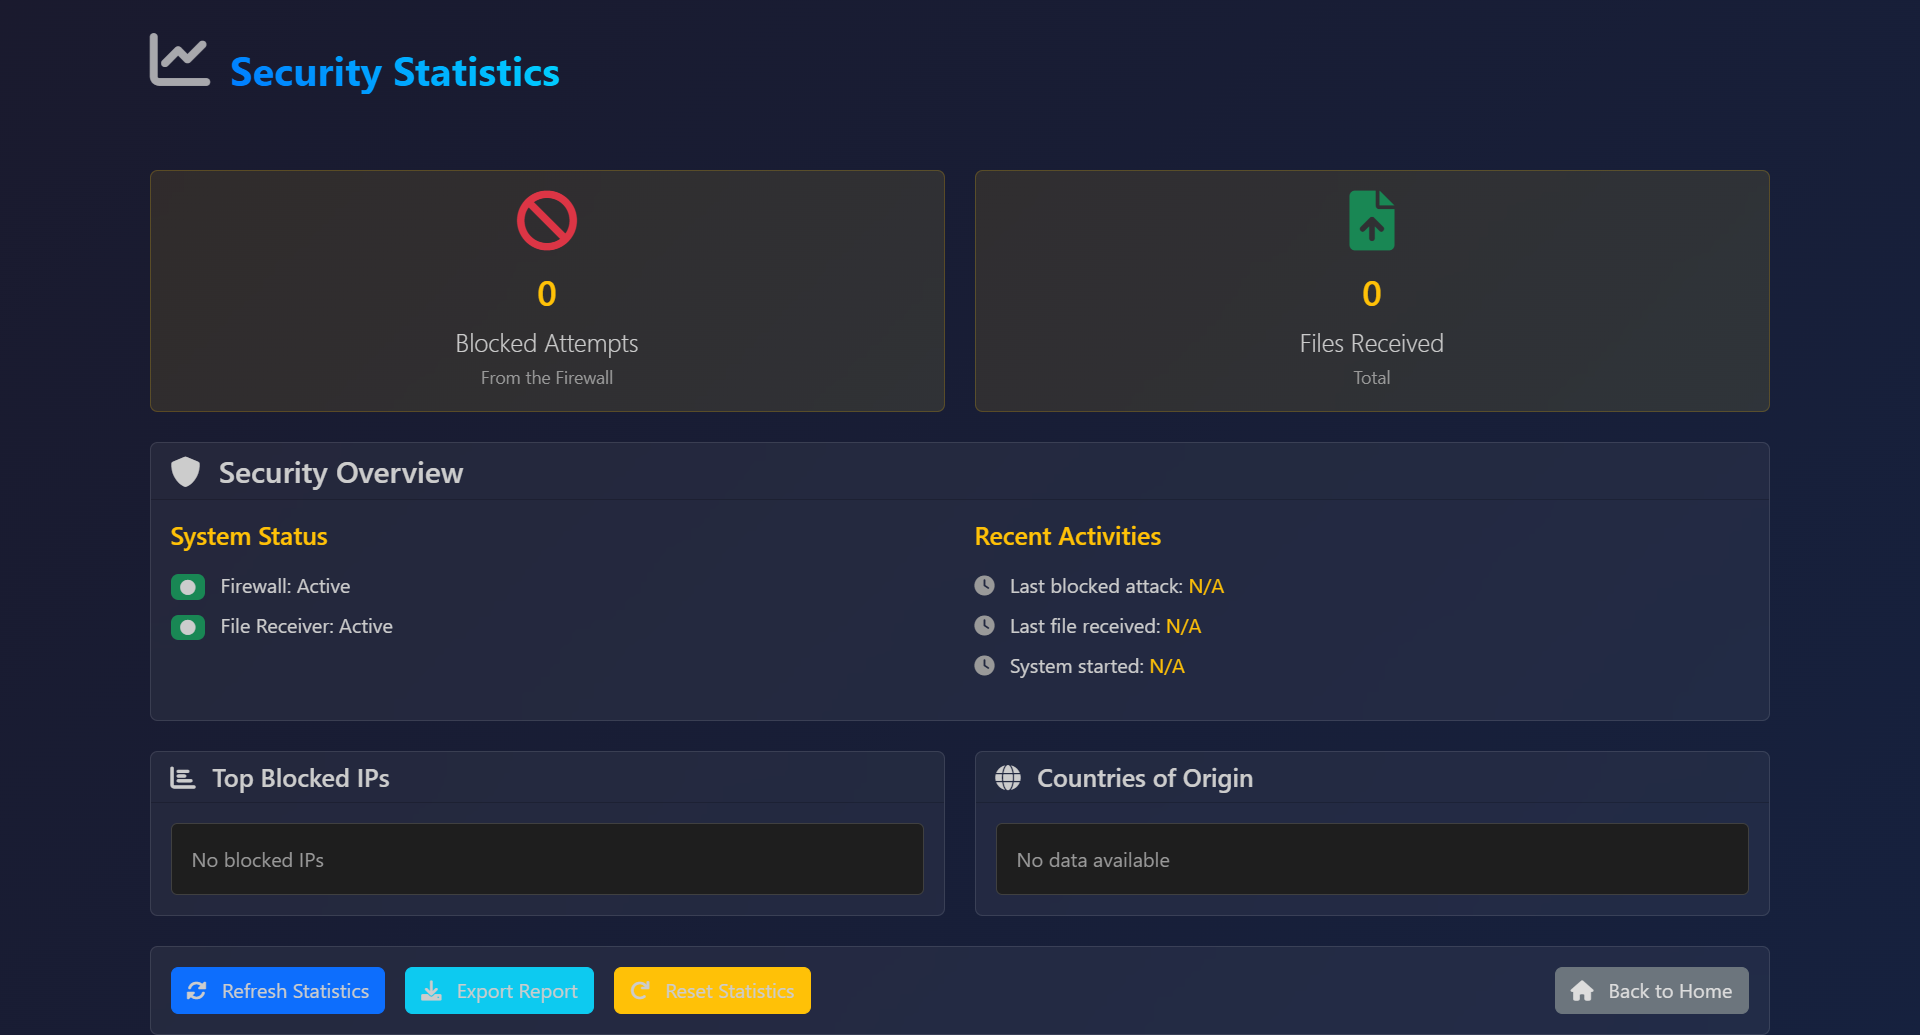 Security Statistics
0
Blocked Attempts
From the Firewall
0
Files Received
Total
Security Overview
System Status
Firewall: Active
File Receiver: Active
Recent Activities
Last blocked attack: N/A
Last file received: N/A
System started: N/A
Top Blocked IPs
No blocked IPs
Countries of Origin
No data available
Refresh Statistics
Export Report
Reset Statistics
Back to Home